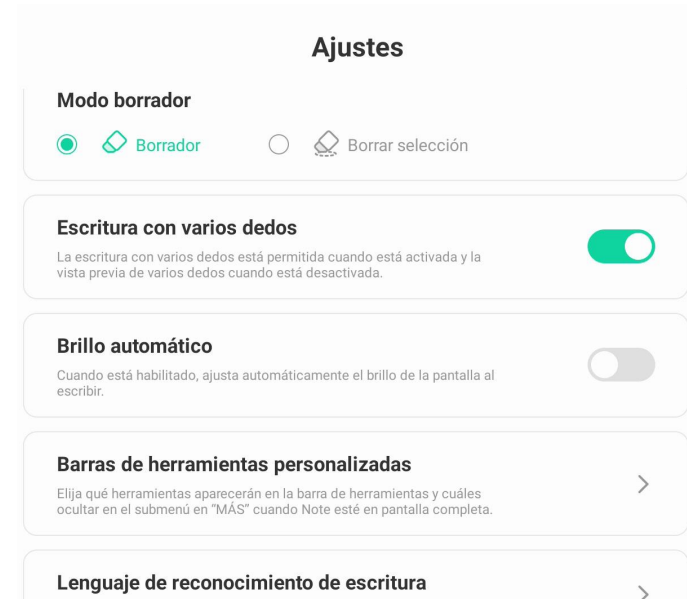 Ajustes
Modo borrador
Borrador
Borrar selección
Escritura con varios dedos
La escritura con varios dedos está permitida cuando está activada y la
vista previa de varios dedos cuando está desactivada.
Brillo automático
Cuando está habilitado, ajusta automáticamente el brillo de la pantalla al
escribir.
Barras de herramientas personalizadas
Elija qué herramientas aparecerán en la barra de herramientas y cuáles
ocultar en el submenú en "MÁS" cuando Note esté en pantalla completa.
Lenguaje de reconocimiento de escritura